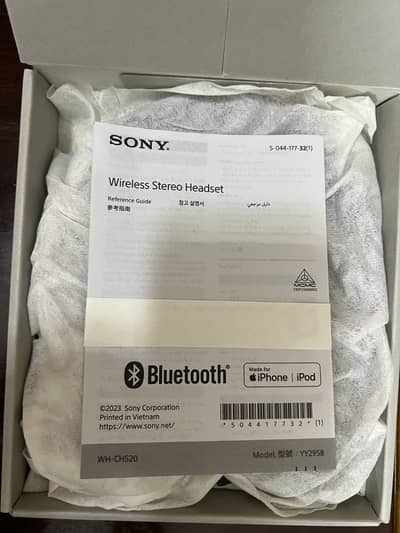 SONY®
5-044-177-32(1)
Wireless Stereo Headset
Reference Guide
参考指南
참고 설명서
دليل مرجعي
MCMC
Bluetooth®
Made for
iPhone | iPod
©2023 Sony Corporation
Printed in Vietnam
https://www.sony.net/
*504417732*(1)
WH-CH520
Model, 型號 : YY2958